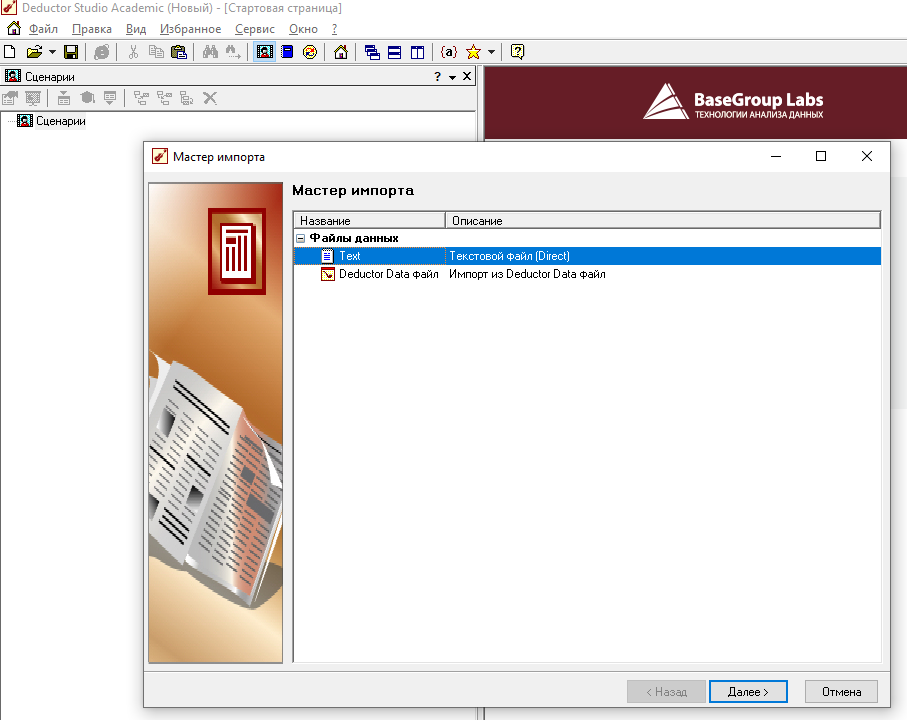 Deductor Studio Academic (Новый) - [Стартовая страница]
Файл Правка Вид Избранное Сервис Окно ?
{a} ?
Сценарии ?
BaseGroup Labs
ТЕХНОЛОГИИ АНАЛИЗА ДАННЫХ
Сценарии
Мастер импорта
Мастер импорта
Название Описание
Файлы данных
Text Текстовой файл (Direct)
Deductor Data файл Импорт из Deductor Data файл
< Назад Далее > Отмена